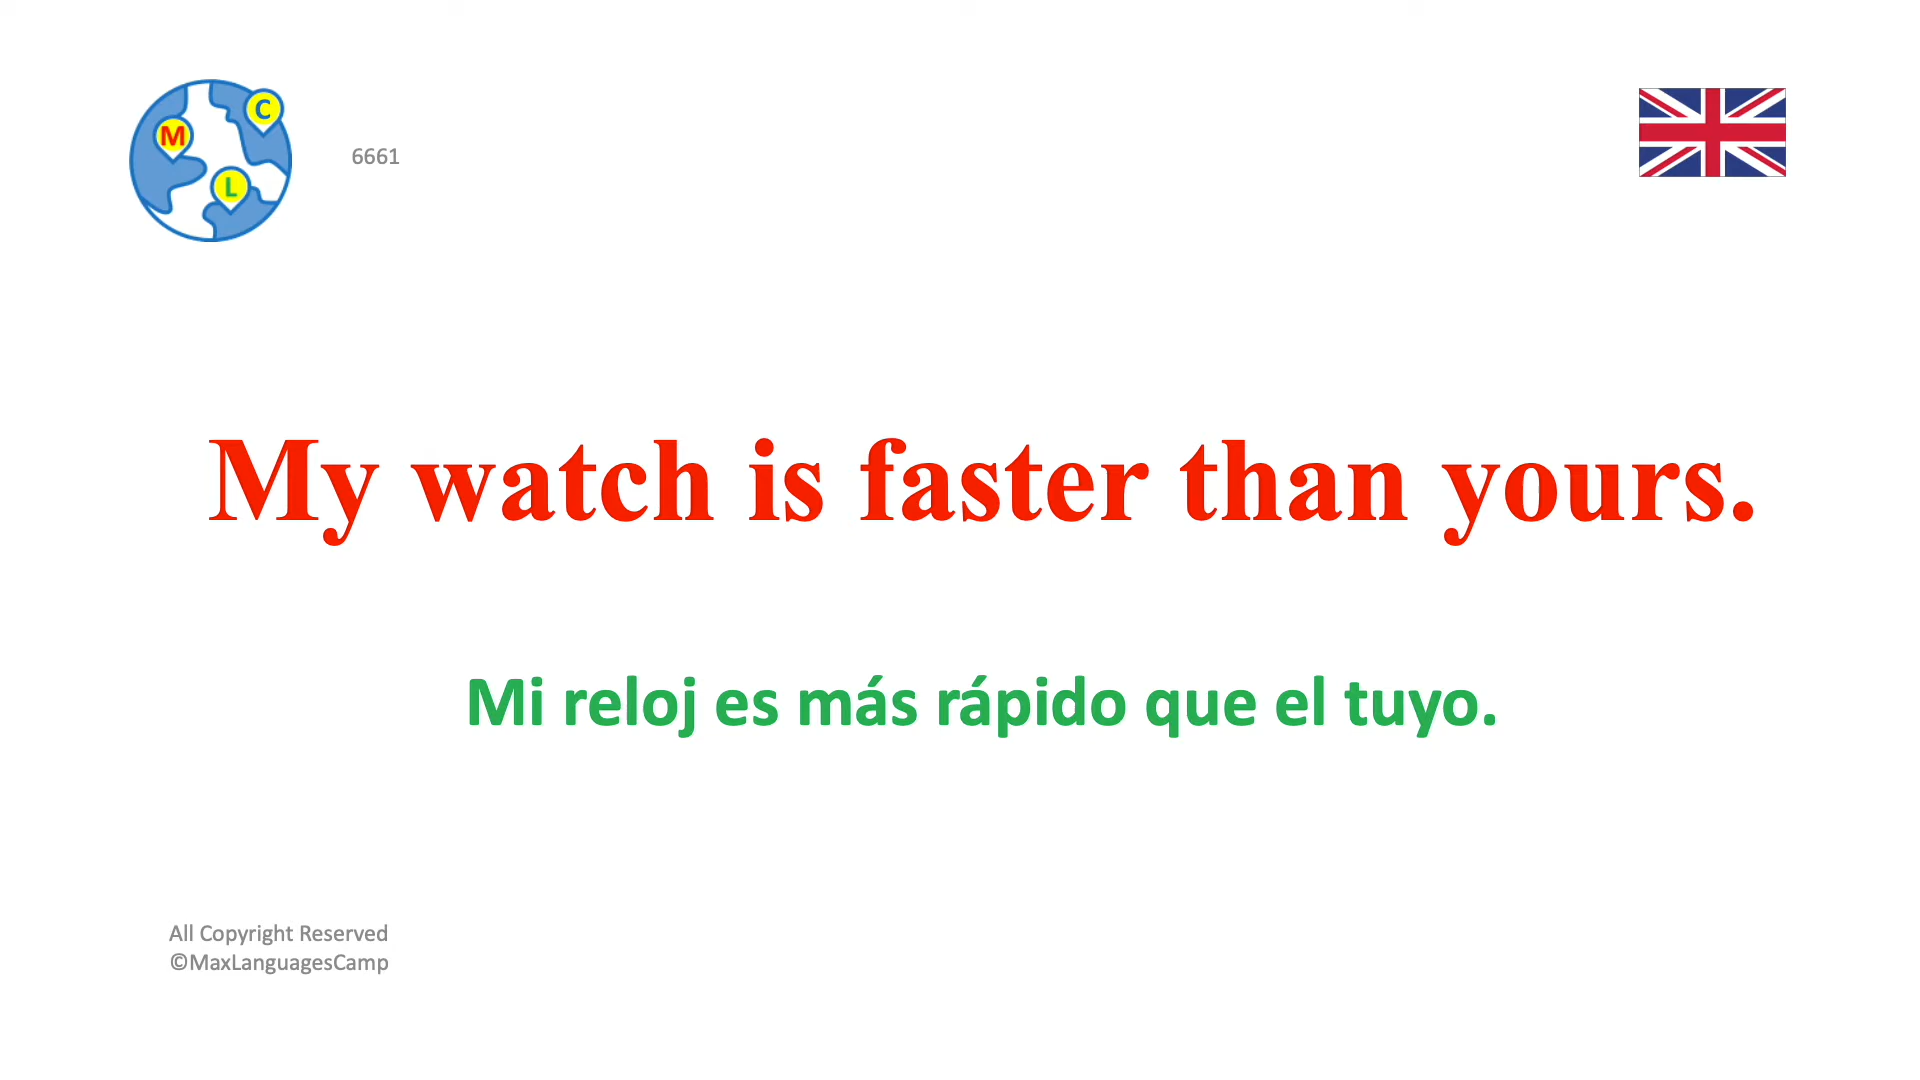 C
M
L
6661
My watch is faster than yours.
Mi reloj es más rápido que el tuyo.
All Copyright Reserved
©MaxLanguagesCamp